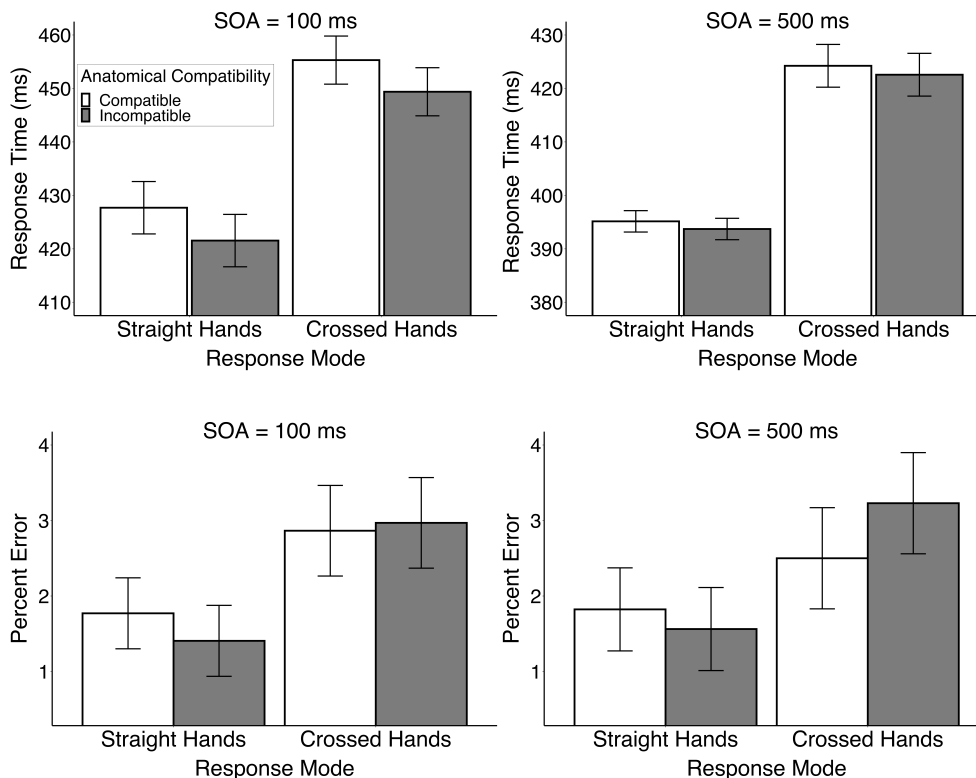 SOA = 100 ms
Response Time (ms)
460
450
440
430
420
410
Anatomical Compatibility
Compatible
Incompatible
Straight Hands Crossed Hands
Response Mode
SOA = 500 ms
Response Time (ms)
430
420
410
400
390
380
Straight Hands Crossed Hands
Response Mode
SOA = 100 ms
Percent Error
4
3
2
1
Straight Hands Crossed Hands
Response Mode
SOA = 500 ms
Percent Error
4
3
2
1
Straight Hands Crossed Hands
Response Mode